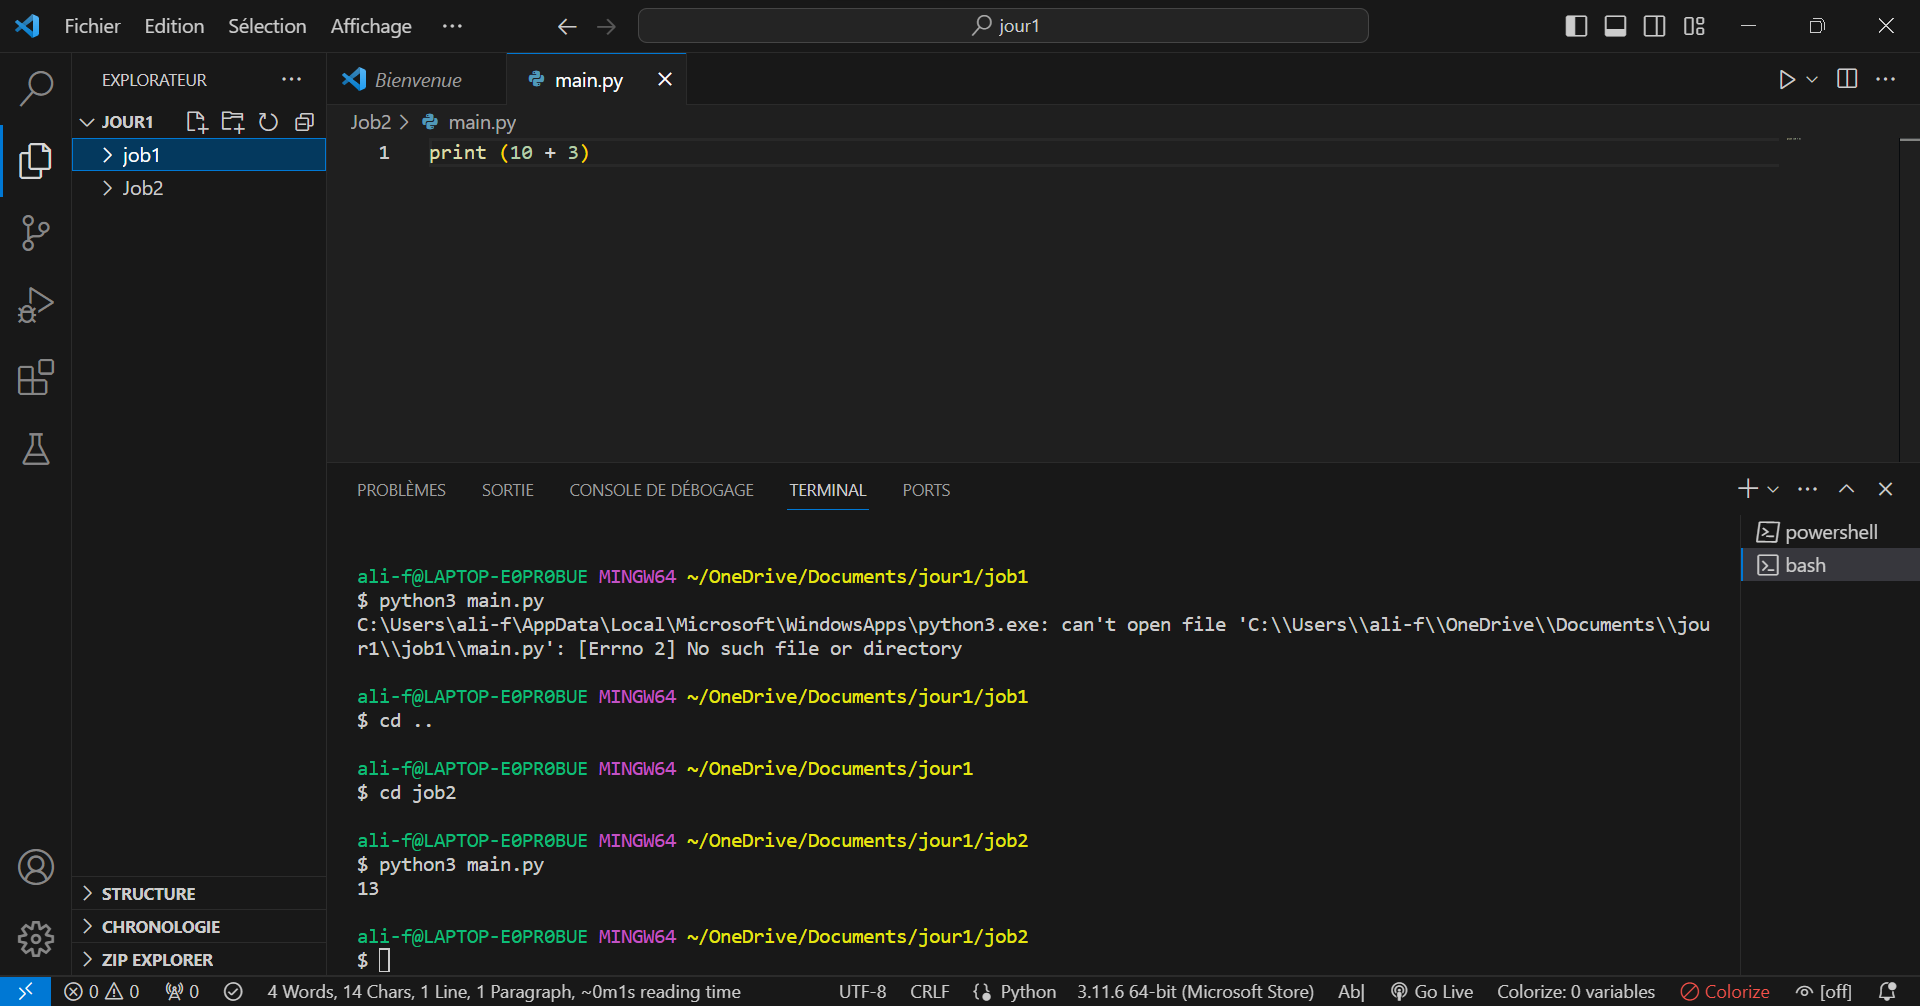 Fichier Edition Sélection Affichage ···
jour1
EXPLORATEUR ···
Bienvenue
main.py
JOUR1
job1
Job2
Job2 > main.py
1 print (10 + 3)
PROBLÈMES SORTIE CONSOLE DE DÉBOGAGE TERMINAL PORTS
powershell
bash
ali-f@LAPTOP-E0PR0BUE MINGW64 ~/OneDrive/Documents/jour1/job1
$ python3 main.py
C:\Users\ali-f\AppData\Local\Microsoft\WindowsApps\python3.exe: can't open file 'C:\\Users\\ali-f\\OneDrive\\Documents\\jou
r1\\job1\\main.py': [Errno 2] No such file or directory
ali-f@LAPTOP-E0PR0BUE MINGW64 ~/OneDrive/Documents/jour1/job1
$ cd ..
ali-f@LAPTOP-E0PR0BUE MINGW64 ~/OneDrive/Documents/jour1
$ cd job2
ali-f@LAPTOP-E0PR0BUE MINGW64 ~/OneDrive/Documents/jour1/job2
$ python3 main.py
13
ali-f@LAPTOP-E0PR0BUE MINGW64 ~/OneDrive/Documents/jour1/job2
$
STRUCTURE
CHRONOLOGIE
ZIP EXPLORER
0 0 0 4 Words, 14 Chars, 1 Line, 1 Paragraph, ~0m1s reading time UTF-8 CRLF Python 3.11.6 64-bit (Microsoft Store) Ab| Go Live Colorize: 0 variables Colorize [off]